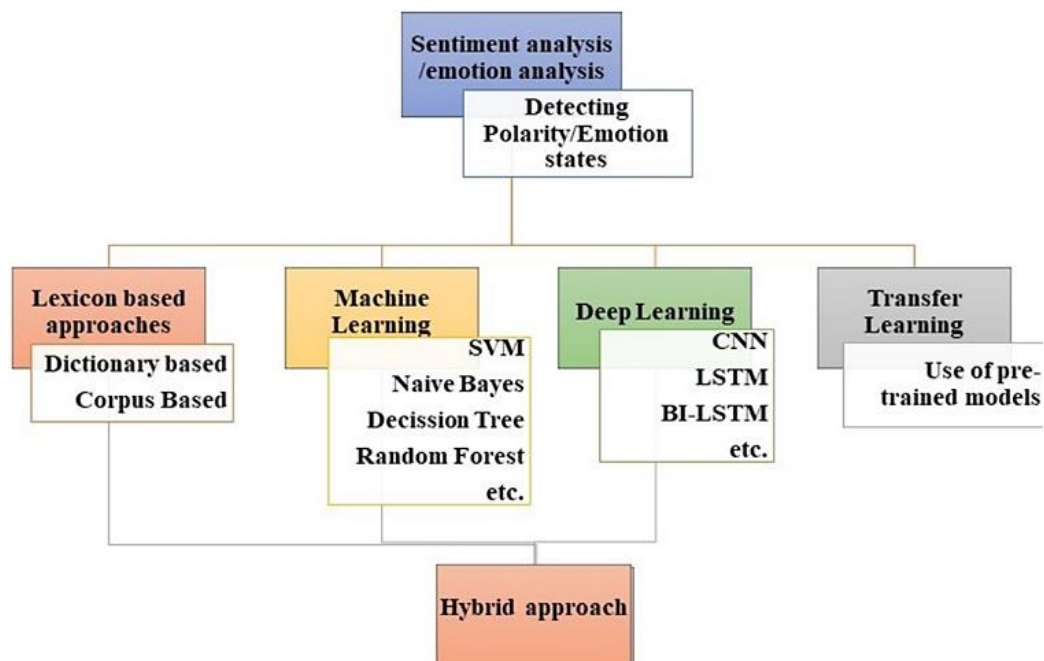 Sentiment analysis
/emotion analysis
Detecting
Polarity/Emotion
states
Lexicon based
approaches
Dictionary based
Corpus Based
Machine
Learning
SVM
Naive Bayes
Decission Tree
Random Forest
etc.
Deep Learning
CNN
LSTM
BI-LSTM
etc.
Transfer
Learning
Use of pre-
trained models
Hybrid approach